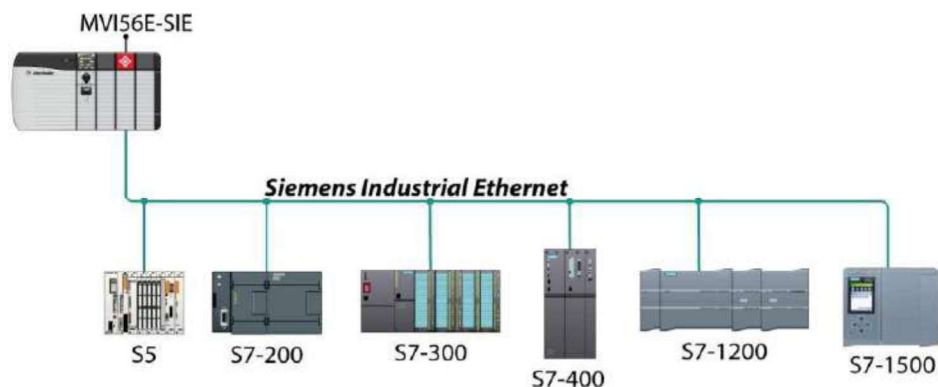 MVI56E-SIE
Siemens Industrial Ethernet
S5
S7-200
S7-300
S7-400
S7-1200
S7-1500